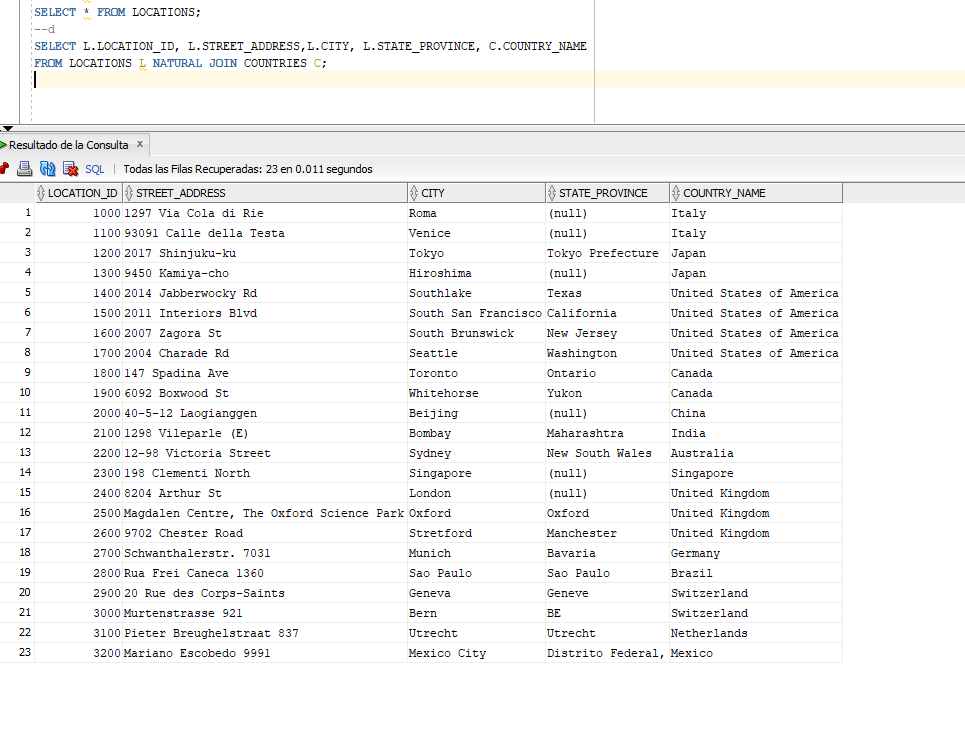 SELECT * FROM LOCATIONS;
--d
SELECT L.LOCATION_ID, L.STREET_ADDRESS,L.CITY, L.STATE_PROVINCE, C.COUNTRY_NAME
FROM LOCATIONS L NATURAL JOIN COUNTRIES C;
Resultado de la Consulta x
SQL | Todas las Filas Recuperadas: 23 en 0.011 segundos
LOCATION_ID STREET_ADDRESS CITY STATE_PROVINCE COUNTRY_NAME
1 1000 1297 Via Cola di Rie Roma (null) Italy
2 1100 93091 Calle della Testa Venice (null) Italy
3 1200 2017 Shinjuku-ku Tokyo Tokyo Prefecture Japan
4 1300 9450 Kamiya-cho Hiroshima (null) Japan
5 1400 2014 Jabberwocky Rd Southlake Texas United States of America
6 1500 2011 Interiors Blvd South San Francisco California United States of America
7 1600 2007 Zagora St South Brunswick New Jersey United States of America
8 1700 2004 Charade Rd Seattle Washington United States of America
9 1800 147 Spadina Ave Toronto Ontario Canada
10 1900 6092 Boxwood St Whitehorse Yukon Canada
11 2000 40-5-12 Laogianggen Beijing (null) China
12 2100 1298 Vileparle (E) Bombay Maharashtra India
13 2200 12-98 Victoria Street Sydney New South Wales Australia
14 2300 198 Clementi North Singapore (null) Singapore
15 2400 8204 Arthur St London (null) United Kingdom
16 2500 Magdalen Centre, The Oxford Science Park Oxford Oxford United Kingdom
17 2600 9702 Chester Road Stretford Manchester United Kingdom
18 2700 Schwanthalerstr. 7031 Munich Bavaria Germany
19 2800 Rua Frei Caneca 1360 Sao Paulo Sao Paulo Brazil
20 2900 20 Rue des Corps-Saints Geneva Geneve Switzerland
21 3000 Murtenstrasse 921 Bern BE Switzerland
22 3100 Pieter Breughelstraat 837 Utrecht Utrecht Netherlands
23 3200 Mariano Escobedo 9991 Mexico City Distrito Federal, Mexico